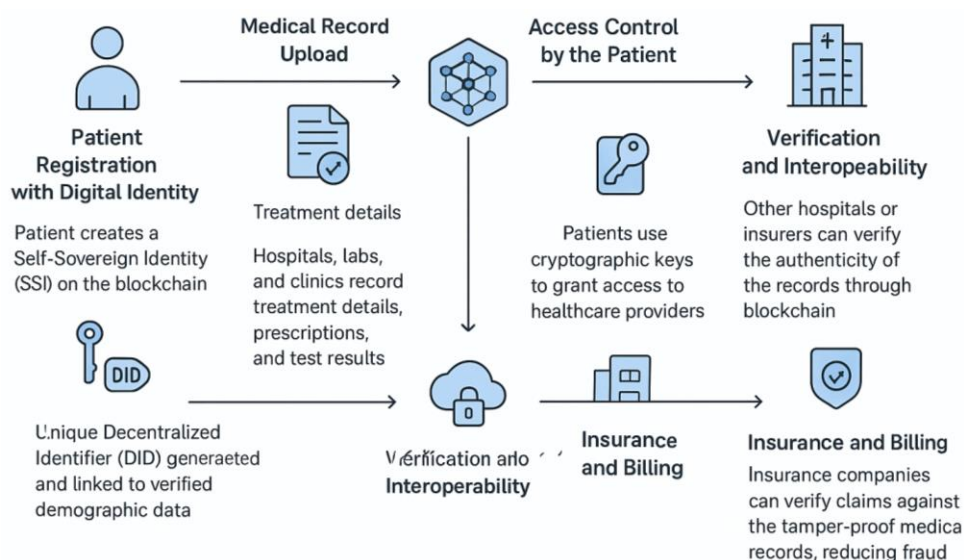 Medical Record
Upload
Access Control
by the Patient
Patient
Registration
with Digital Identity
Patient creates a
Self-Sovereign Identity
(SSI) on the blockchain
Treatment details
Hospitals, labs,
and clinics record
treatment details,
prescriptions,
and test results
Patients use
cryptographic keys
to grant access to
healthcare providers
Verification
and Interopeability
Other hospitals or
insurers can verify
the authenticity of
the records through
blockchain
DID
Unique Decentralized
Identifier (DID) generaeted
and linked to verified
demographic data
Interoperability
Insurance
and Billing
Insurance and Billing
Insurance companies
can verify claims against
the tamper-proof medica
records, reducing fraud